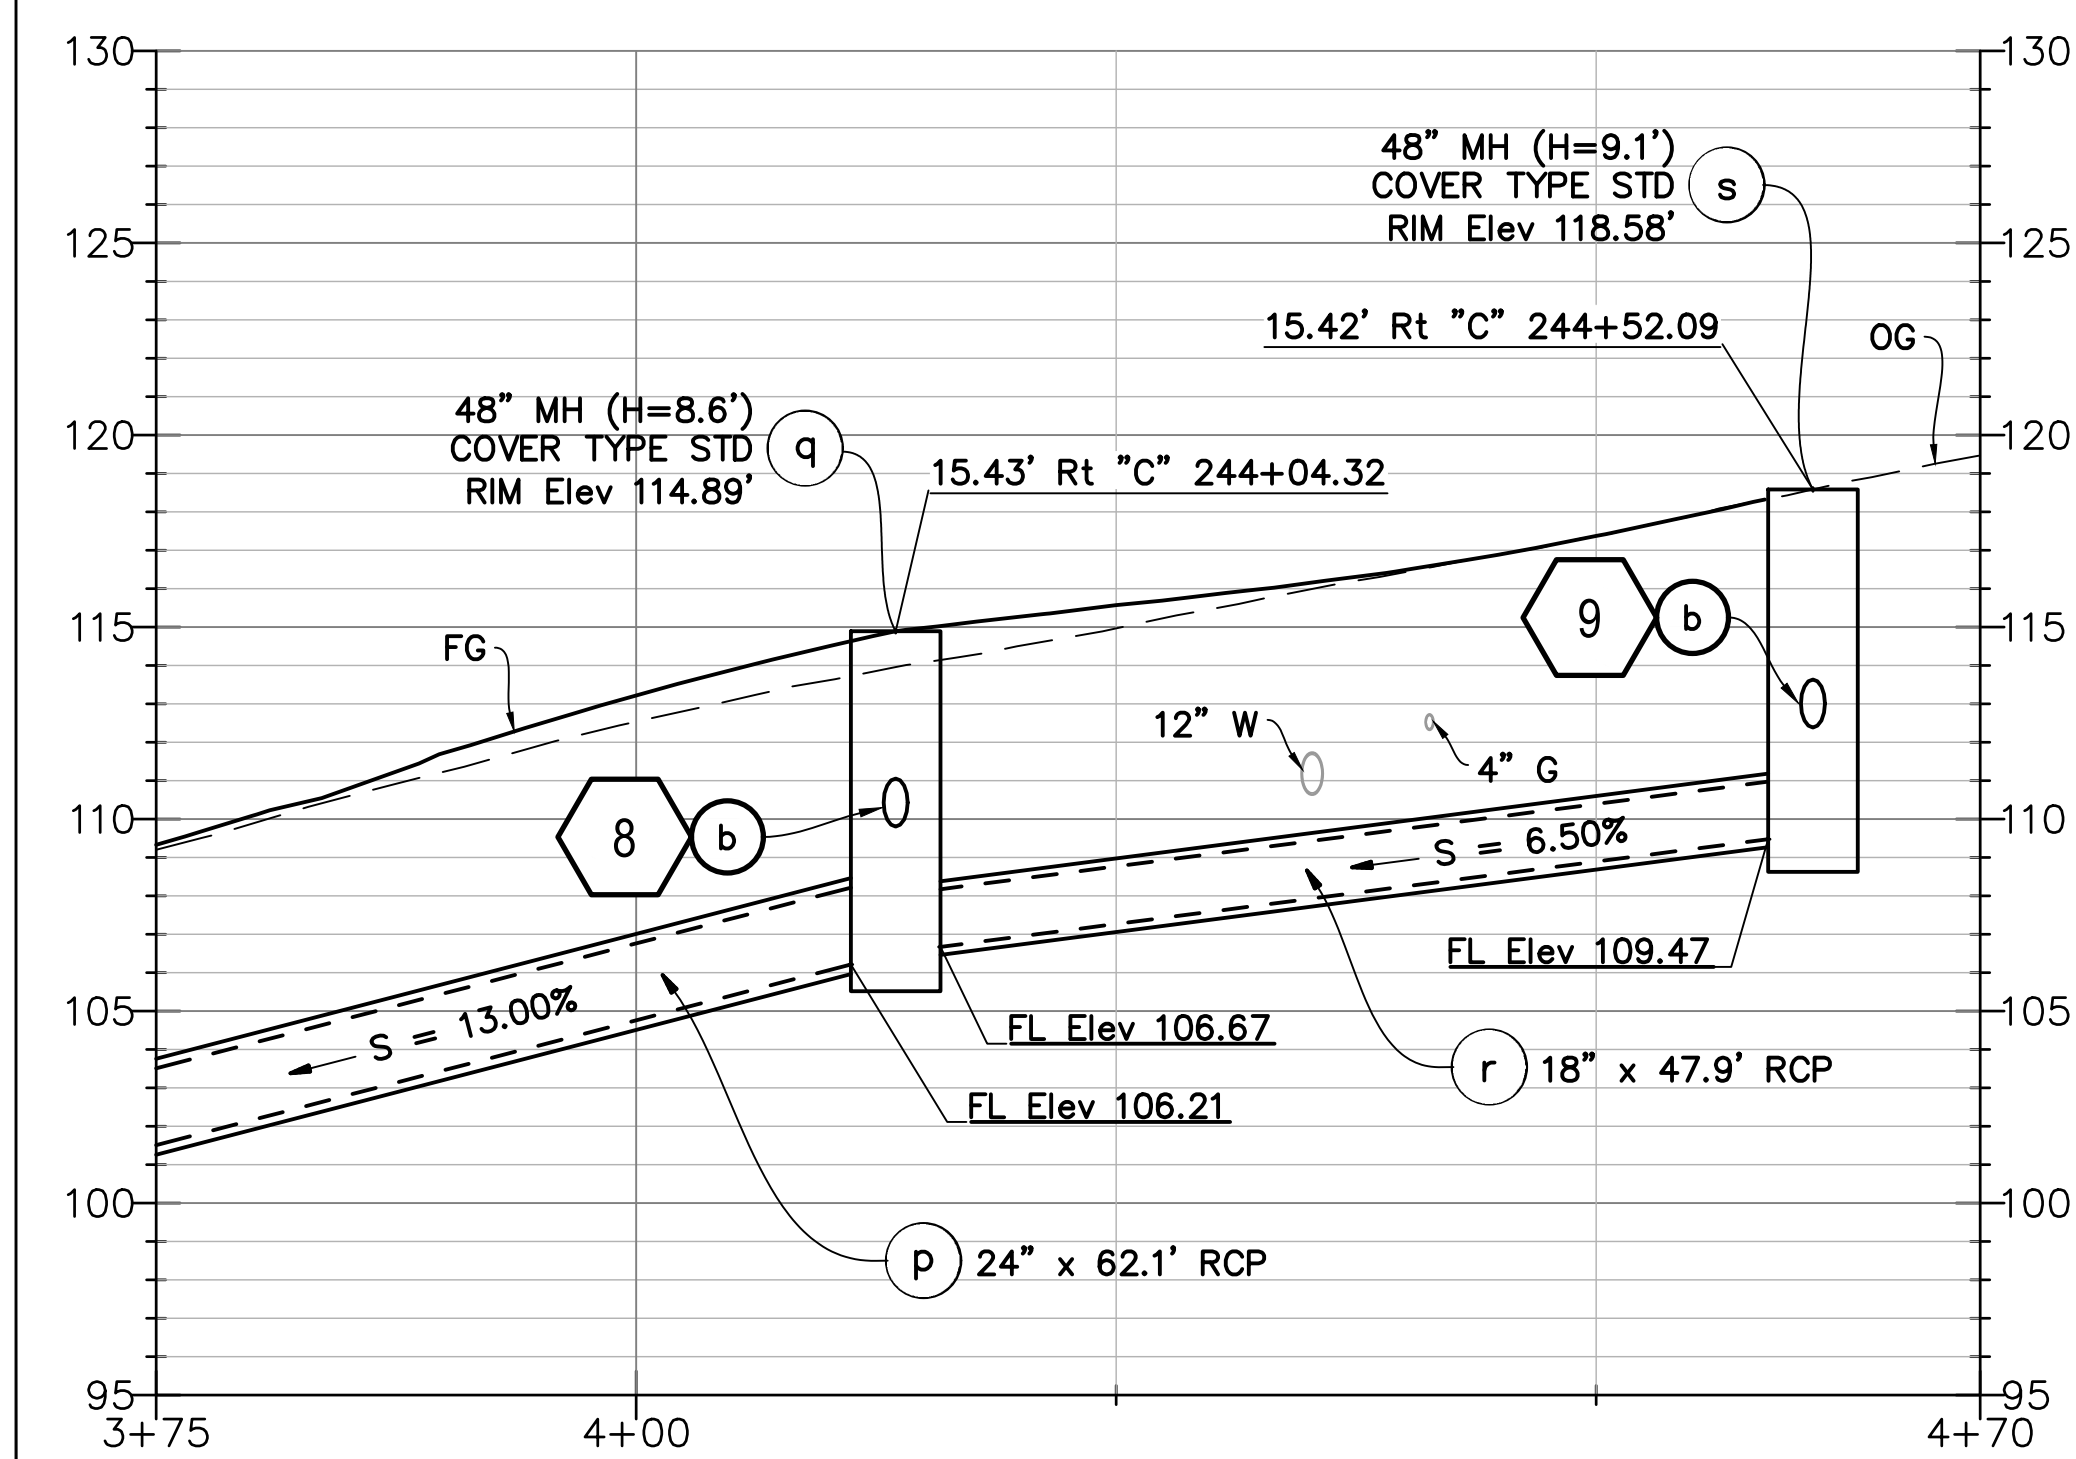 130
125
120
115
110
105
100
95
130
125
120
115
110
105
100
95
48” MH (H=9.1’)
COVER TYPE STD
RIM Elev 118.58’
s
15.42’ Rt ”C” 244+52.09
OG
48” MH (H=8.6’)
COVER TYPE STD
RIM Elev 114.89’
q
15.43’ Rt ”C” 244+04.32
FG
9
b
12” W
4” G
8
b
S = 6.50%
FL Elev 109.47
S = 13.00%
FL Elev 106.67
r
18” x 47.9’ RCP
FL Elev 106.21
p
24” x 62.1’ RCP
3+75
4+00
4+70